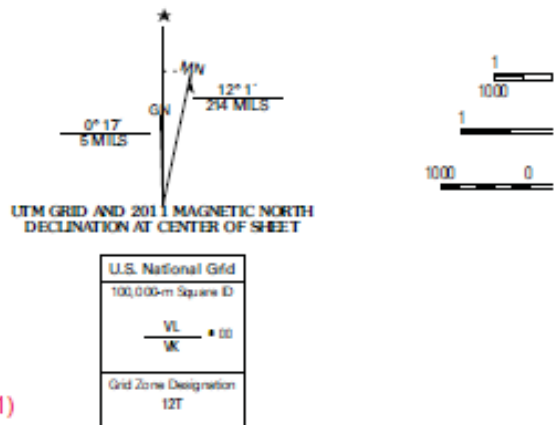 ★
MN
GN
12° 1´
214 MILS
0° 17´
5 MILS
UTM GRID AND 2011 MAGNETIC NORTH
DECLINATION AT CENTER OF SHEET
U.S. National Grid
100,000-m Square ID
VL
VK
00
Grid Zone Designation
12T
1
1000
1
1000 0